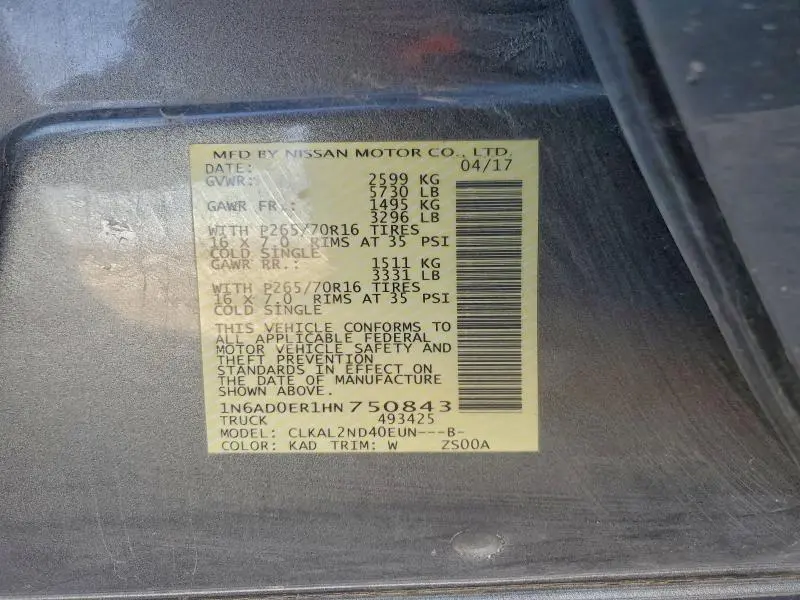 MFD BY NISSAN MOTOR CO., LTD.
DATE: 04/17
GVWR: 2599 KG
5730 LB
GAWR FR.: 1495 KG
3296 LB
WITH P265/70R16 TIRES
16 X 7.0 RIMS AT 35 PSI
COLD SINGLE
GAWR RR.: 1511 KG
3331 LB
WITH P265/70R16 TIRES
16 X 7.0 RIMS AT 35 PSI
COLD SINGLE
THIS VEHICLE CONFORMS TO
ALL APPLICABLE FEDERAL
MOTOR VEHICLE SAFETY AND
THEFT PREVENTION
STANDARDS IN EFFECT ON
THE DATE OF MANUFACTURE
SHOWN ABOVE.
1N6AD0ER1HN 750843
TRUCK 493425
MODEL: CLKAL2ND40EUN---B-
COLOR: KAD TRIM: W ZS00A